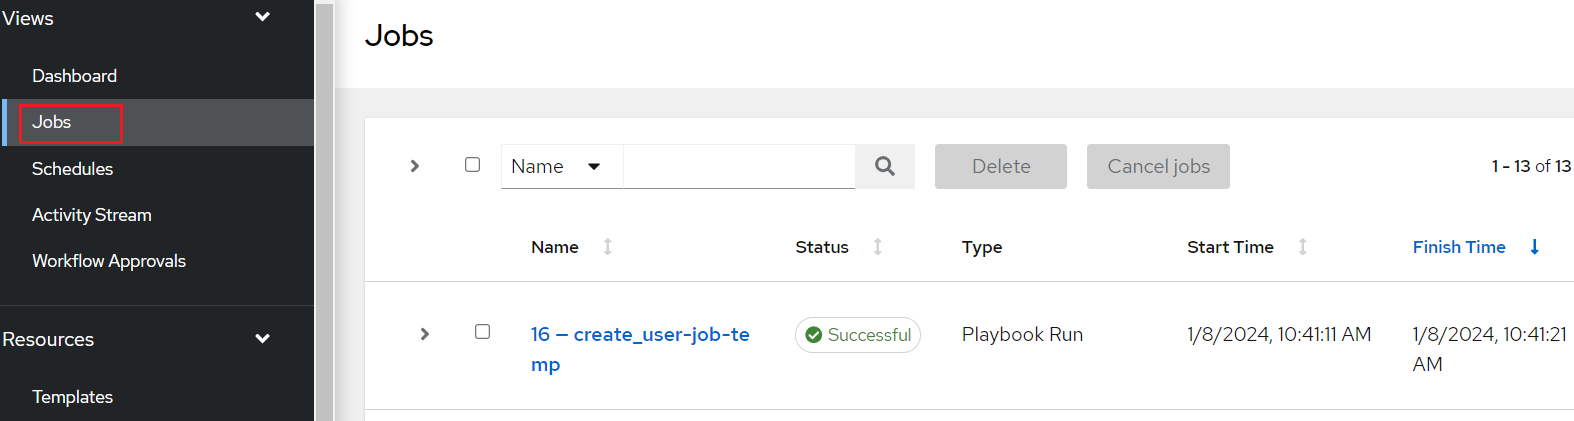 Views
Dashboard
Jobs
Schedules
Activity Stream
Workflow Approvals
Resources
Templates
Jobs
Name
Delete
Cancel jobs
1 - 13 of 13
Name
Status
Type
Start Time
Finish Time
16 — create_user-job-te
mp
Successful
Playbook Run
1/8/2024, 10:41:11 AM
1/8/2024, 10:41:21
AM